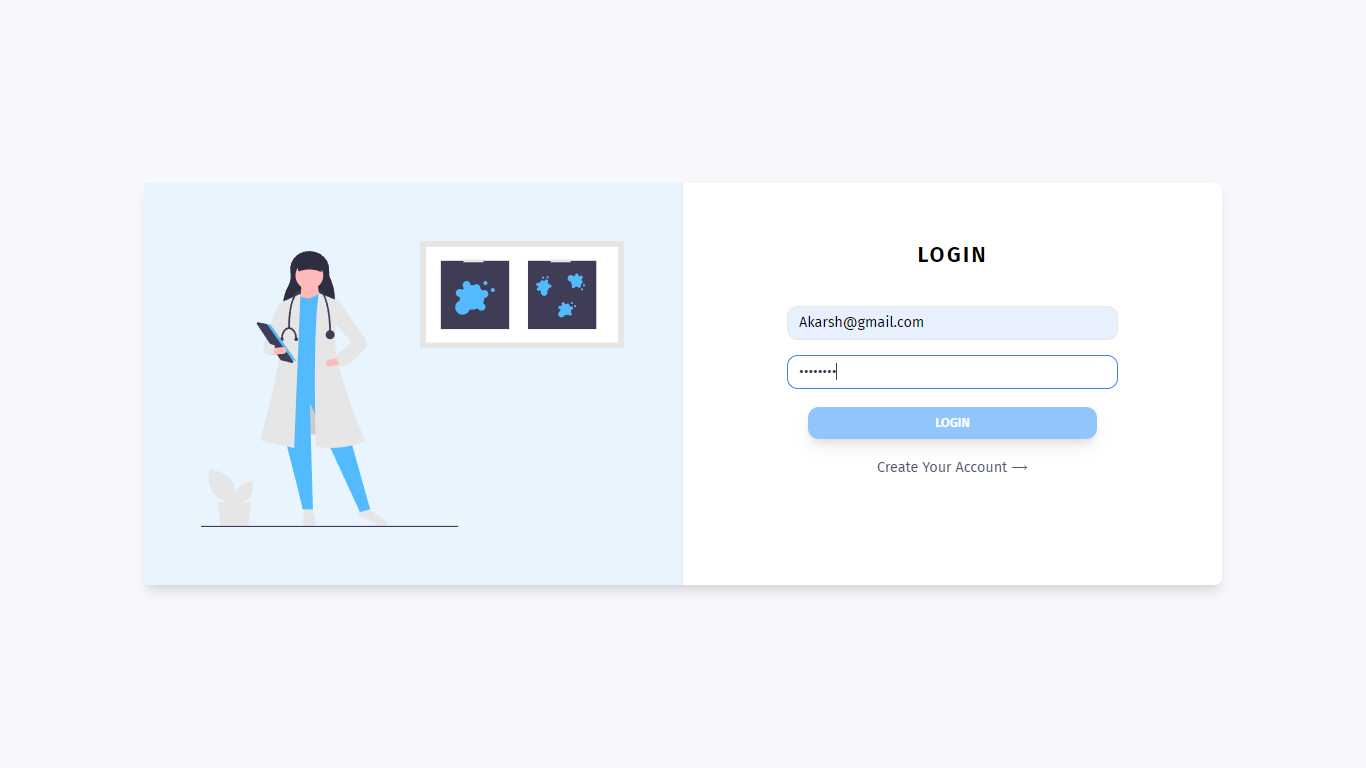 LOGIN
Akarsh@gmail.com
••••••••
LOGIN
Create Your Account ⟶